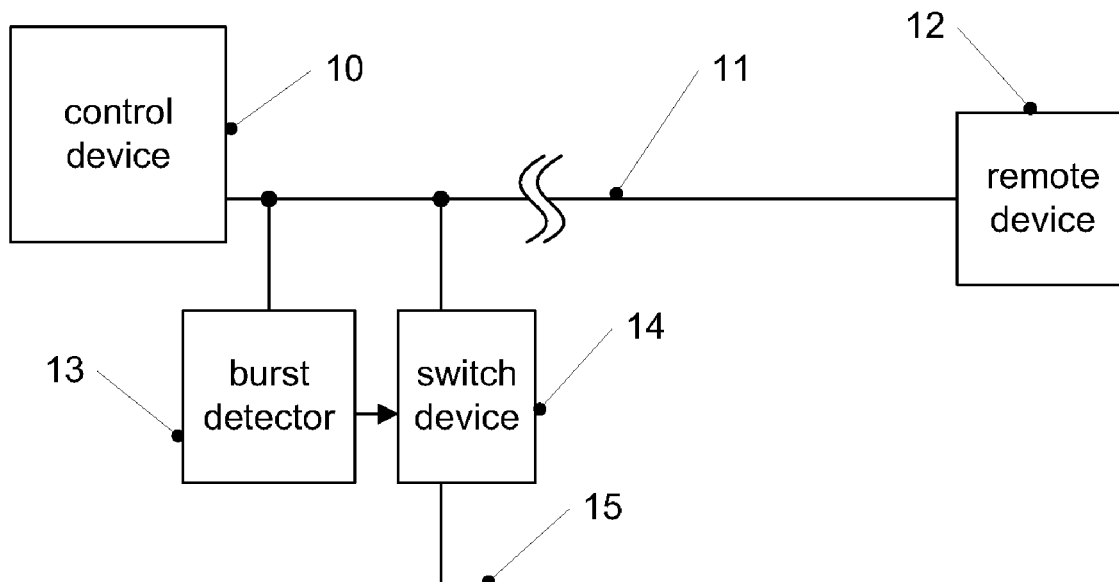 10
11
12
control
device
remote
device
13
burst
detector
switch
device
14
15